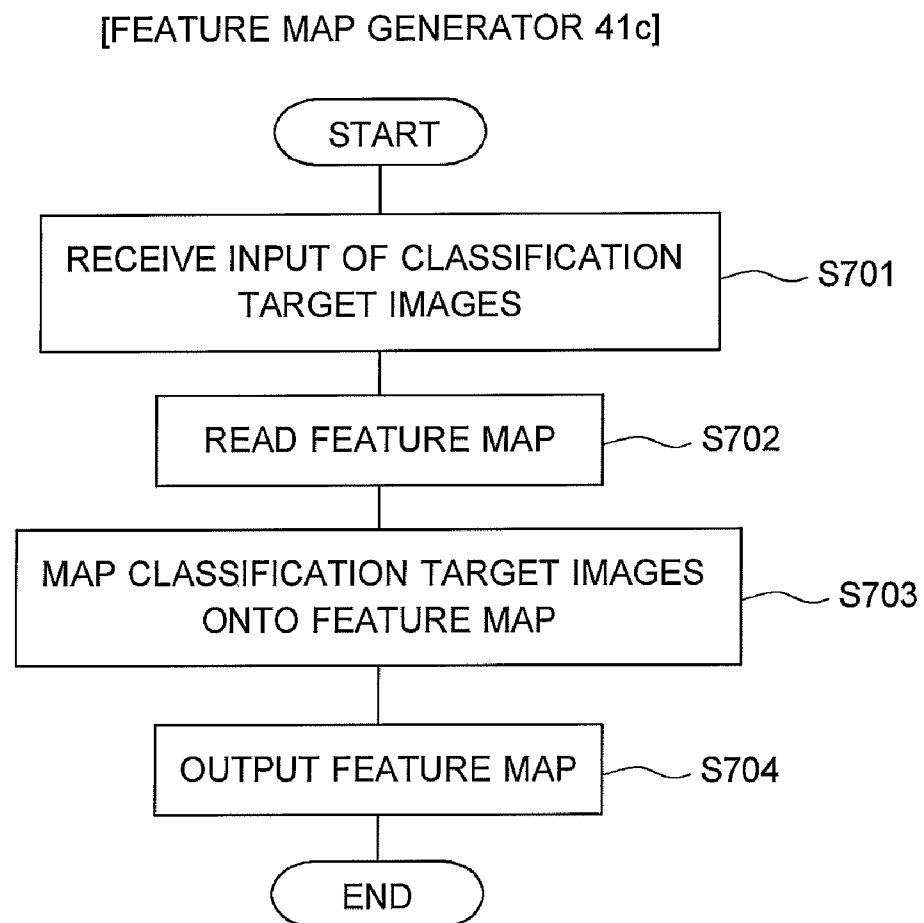 [FEATURE MAP GENERATOR 41c]
START
RECEIVE INPUT OF CLASSIFICATION
TARGET IMAGES
S701
READ FEATURE MAP
S702
MAP CLASSIFICATION TARGET IMAGES
ONTO FEATURE MAP
S703
OUTPUT FEATURE MAP
S704
END